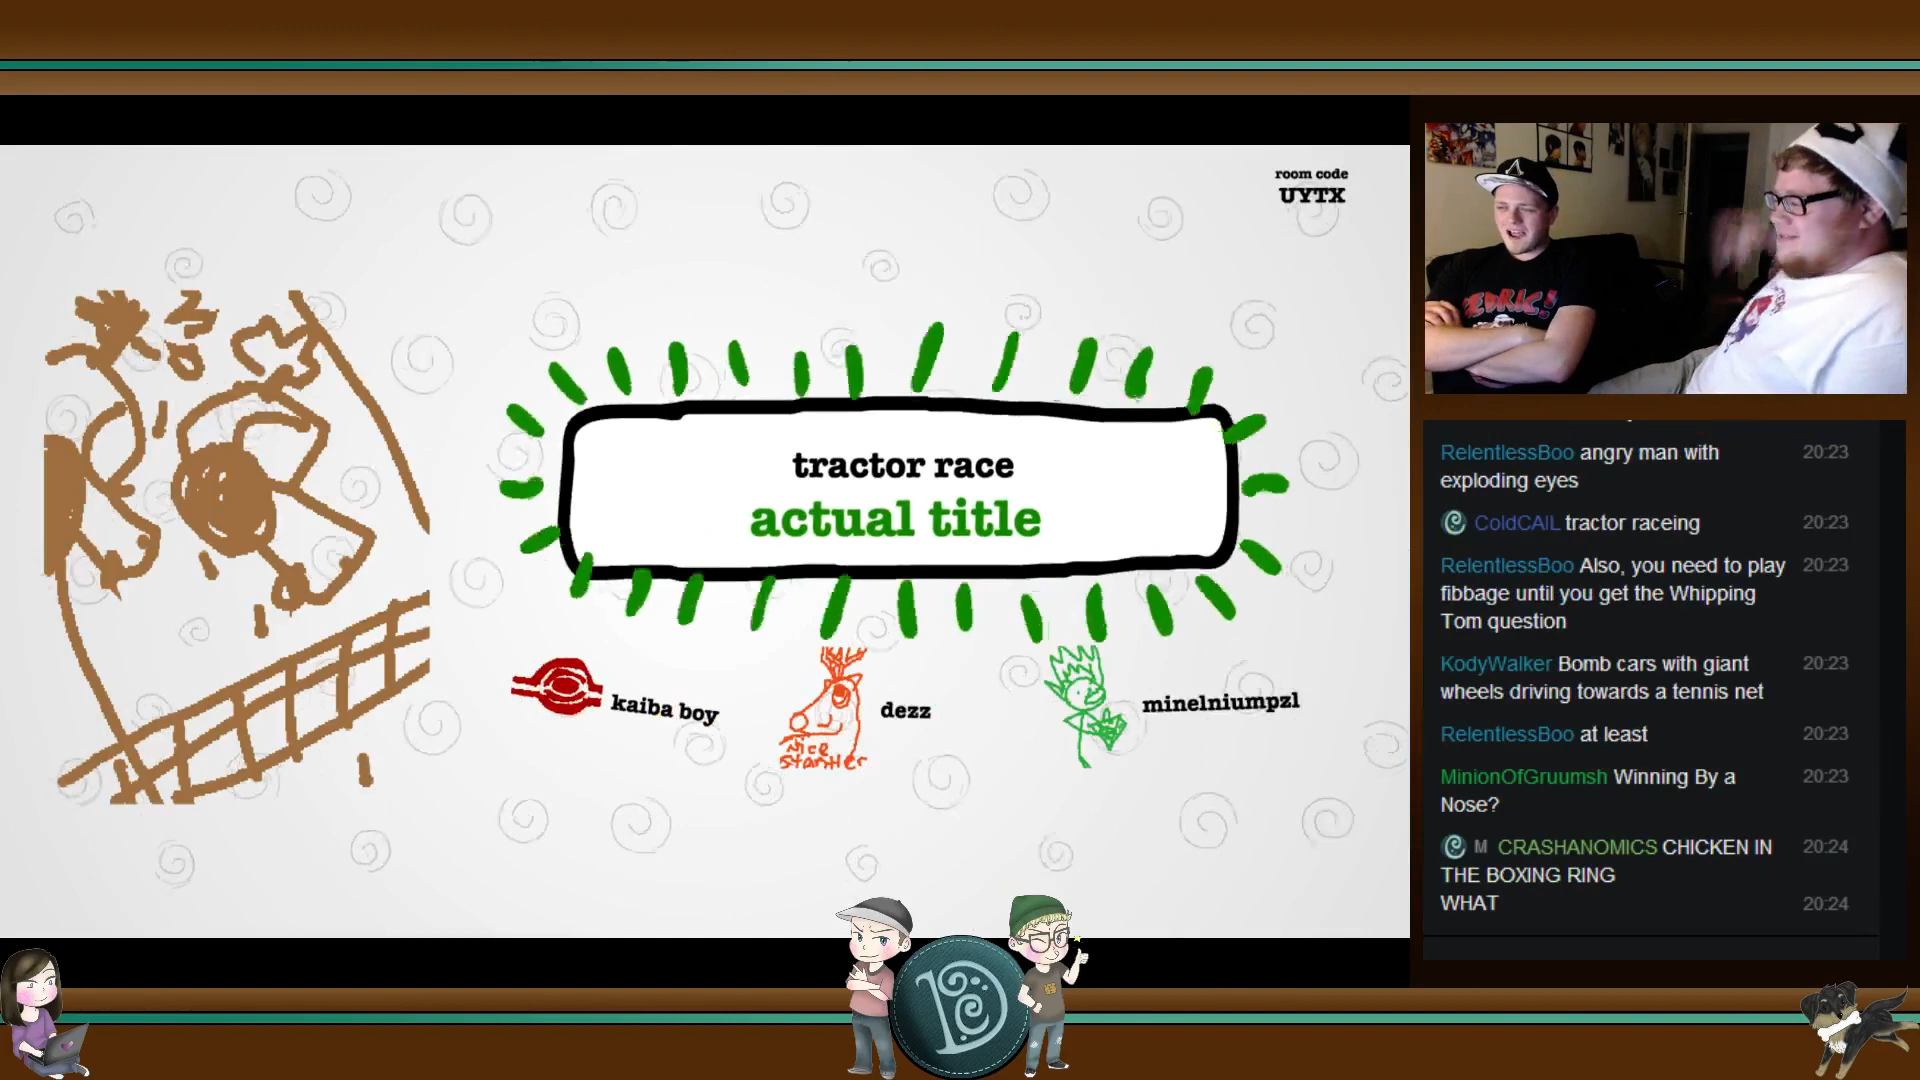 room code
UYTX
tractor race
actual title
kaiba boy
dezz
Nice
Stantler
minelniumpzl
RelentlessBoo angry man with 20:23
exploding eyes
ColdCAIL tractor raceing 20:23
RelentlessBoo Also, you need to play 20:23
fibbage until you get the Whipping
Tom question
KodyWalker Bomb cars with giant 20:23
wheels driving towards a tennis net
RelentlessBoo at least 20:23
MinionOfGruumsh Winning By a 20:23
Nose?
M CRASHANOMICS CHICKEN IN 20:24
THE BOXING RING
WHAT 20:24